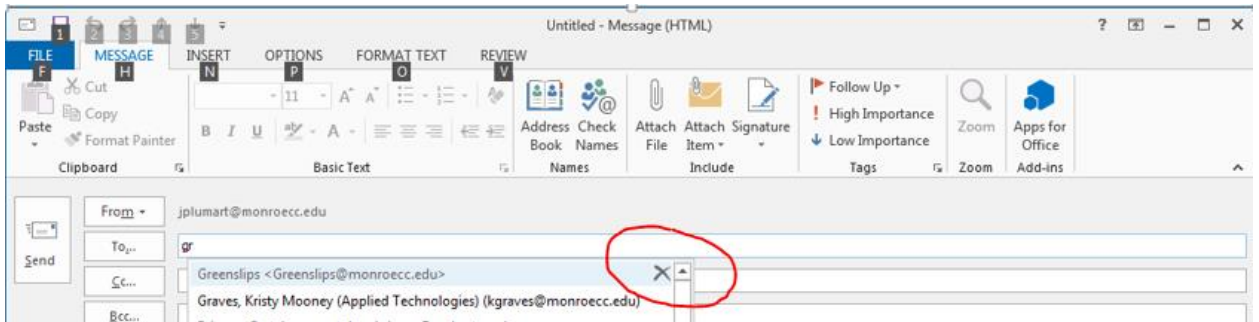 Untitled - Message (HTML) ?
1 2 3 4 5
FILE MESSAGE INSERT OPTIONS FORMAT TEXT REVIEW
F H N P O V
Cut
Copy
Format Painter
Paste
Clipboard
11 A A
B I U ab A
Basic Text
Address Book
Check Names
Names
Attach File
Attach Item
Signature
Include
Follow Up
High Importance
Low Importance
Tags
Zoom
Zoom
Apps for Office
Add-ins
Send
From jplumart@monroecc.edu
To... gr
Cc...
Bcc...
Greenslips <Greenslips@monroecc.edu>
Graves, Kristy Mooney (Applied Technologies) (kgraves@monroecc.edu)